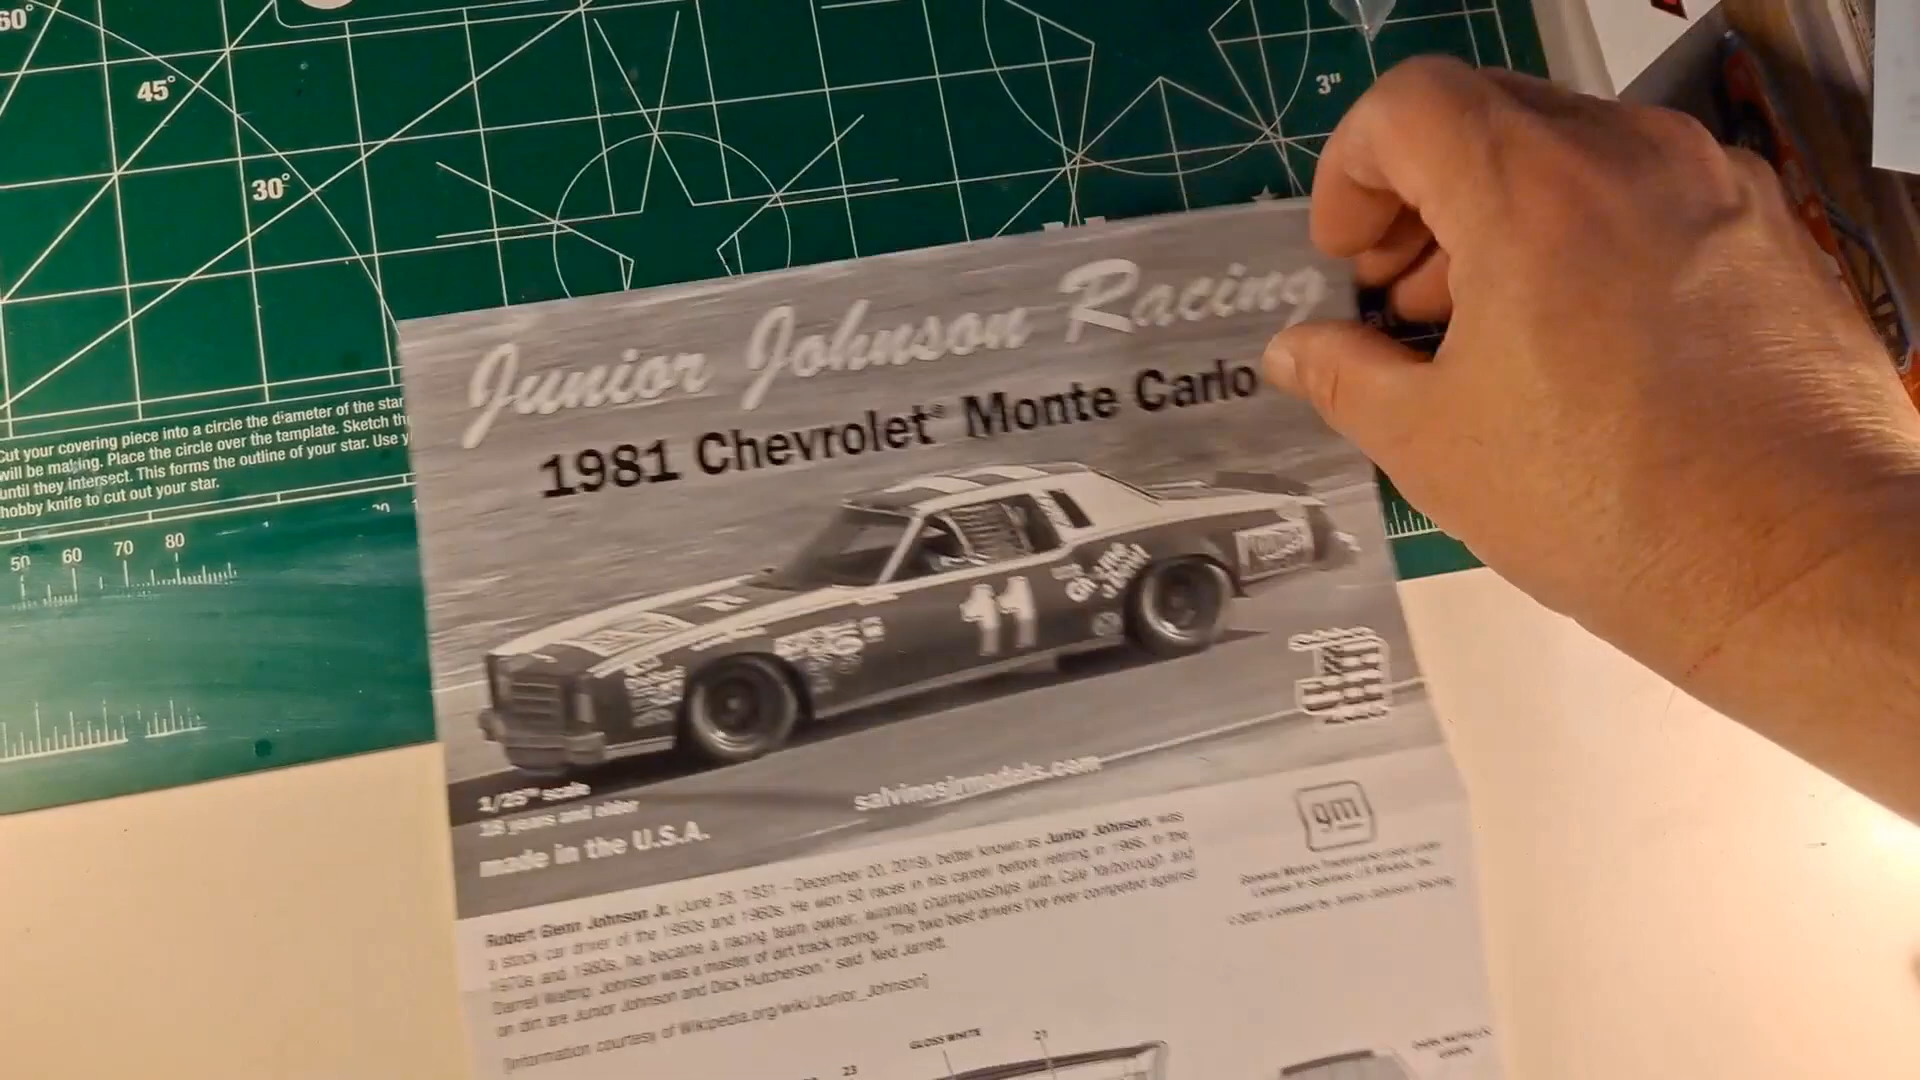 60°
45°
30°
3"
Cut your covering piece into a circle the diameter of the star
will be making. Place the circle over the template. Sketch th
until they intersect. This forms the outline of your star. Use y
hobby knife to cut out your star.
50 60 70 80
Junior Johnson Racing
1981 Chevrolet® Monte Carlo
11
1/25th scale
18 years and older
made in the U.S.A.
salvinosjrmodels.com
gm
Robert Glenn Johnson Jr. (June 28, 1931 – December 20, 2019), better known as Junior Johnson, was
a stock car driver of the 1950s and 1960s. He won 50 races in his career before retiring in 1966. In the
1970s and 1980s, he became a racing team owner, winning championships with Cale Yarborough and
Darrell Waltrip. Johnson was a master of dirt track racing. "The two best drivers I've ever competed against
on dirt are Junior Johnson and Dick Hutcherson." said Ned Jarrett.
[Information courtesy of Wikipedia.org/wiki/Junior_Johnson]
GLOSS WHITE
21
23